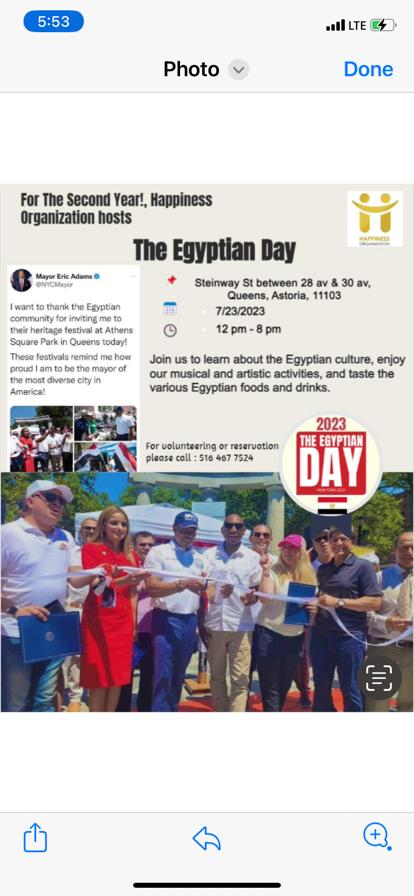 5:53
LTE
Photo
Done
For The Second Year!, Happiness
Organization hosts
HAPPINESS
ORGANIZATION
The Egyptian Day
Mayor Eric Adams
@NYCMayor
I want to thank the Egyptian
community for inviting me to
their heritage festival at Athens
Square Park in Queens today!
These festivals remind me how
proud I am to be the mayor of
the most diverse city in
America!
Steinway St between 28 av & 30 av,
Queens, Astoria, 11103
7/23/2023
12 pm - 8 pm
Join us to learn about the Egyptian culture, enjoy
our musical and artistic activities, and taste the
various Egyptian foods and drinks.
For volunteering or reservation
please call : 516 467 7524
2023
THE EGYPTIAN
DAY